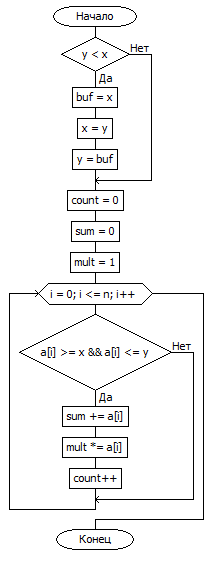 Начало
y < x
Нет
Да
buf = x
x = y
y = buf
count = 0
sum = 0
mult = 1
i = 0; i <= n; i++
a[i] >= x && a[i] <= y
Нет
Да
sum += a[i]
mult *= a[i]
count++
Конец